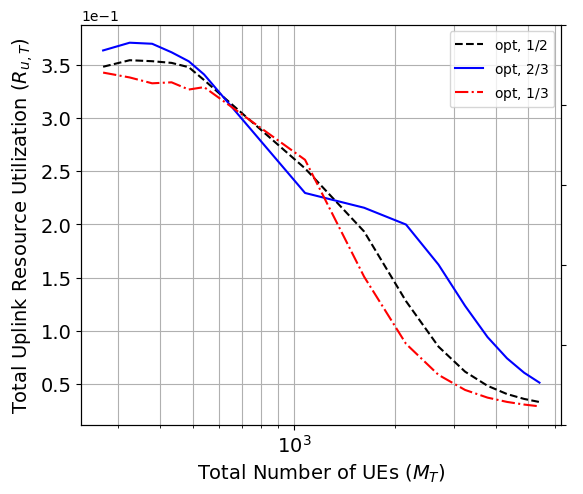 1e−1
opt, 1/2
opt, 2/3
opt, 1/3
3.5
3.0
2.5
2.0
1.5
1.0
0.5
Total Uplink Resource Utilization ($R_{u,T}$)
$10^3$
Total Number of UEs ($M_T$)